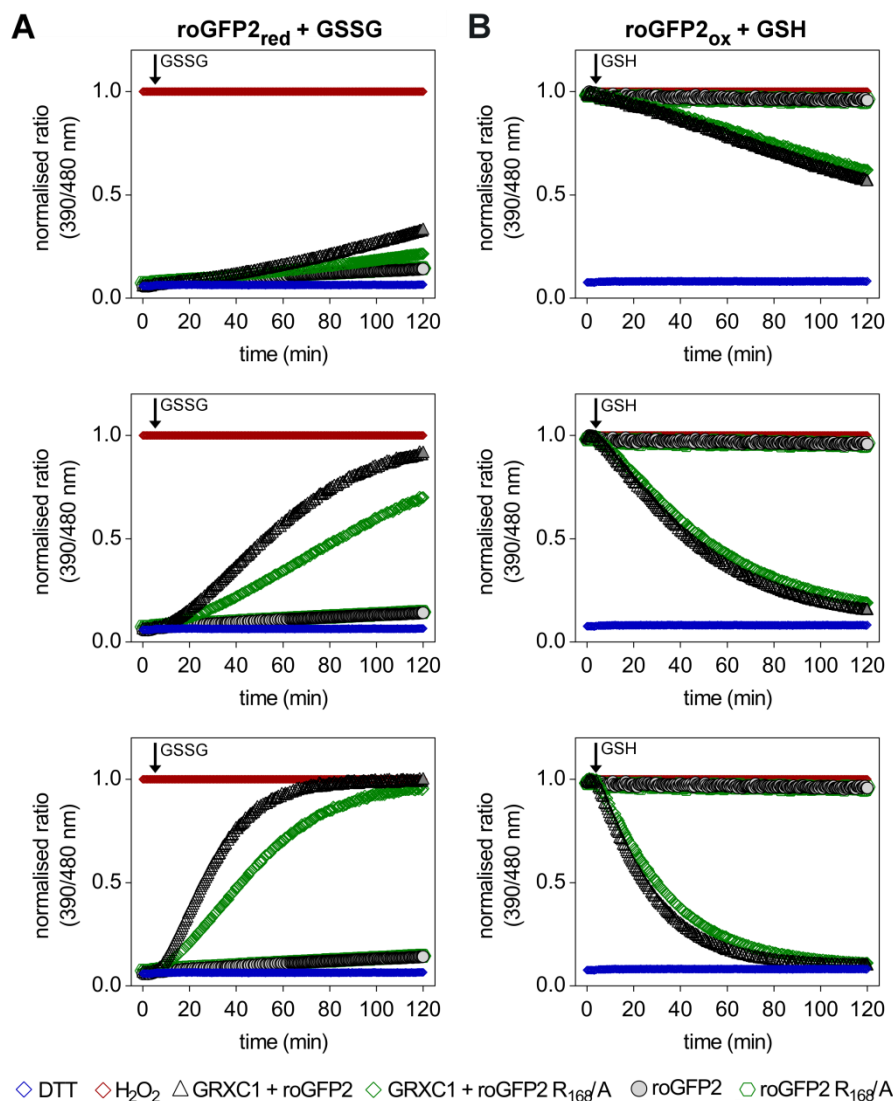 A
roGFP2red + GSSG
B
roGFP2ox + GSH
GSSG
1.0
0.5
0.0
normalised ratio
(390/480 nm)
0 20 40 60 80 100 120
time (min)
GSH
1.0
0.5
0.0
normalised ratio
(390/480 nm)
0 20 40 60 80 100 120
time (min)
GSSG
1.0
0.5
0.0
normalised ratio
(390/480 nm)
0 20 40 60 80 100 120
time (min)
GSH
1.0
0.5
0.0
normalised ratio
(390/480 nm)
0 20 40 60 80 100 120
time (min)
GSSG
1.0
0.5
0.0
normalised ratio
(390/480 nm)
0 20 40 60 80 100 120
time (min)
GSH
1.0
0.5
0.0
normalised ratio
(390/480 nm)
0 20 40 60 80 100 120
time (min)
DTT H2O2 GRXC1 + roGFP2 GRXC1 + roGFP2 R168/A roGFP2 roGFP2 R168/A